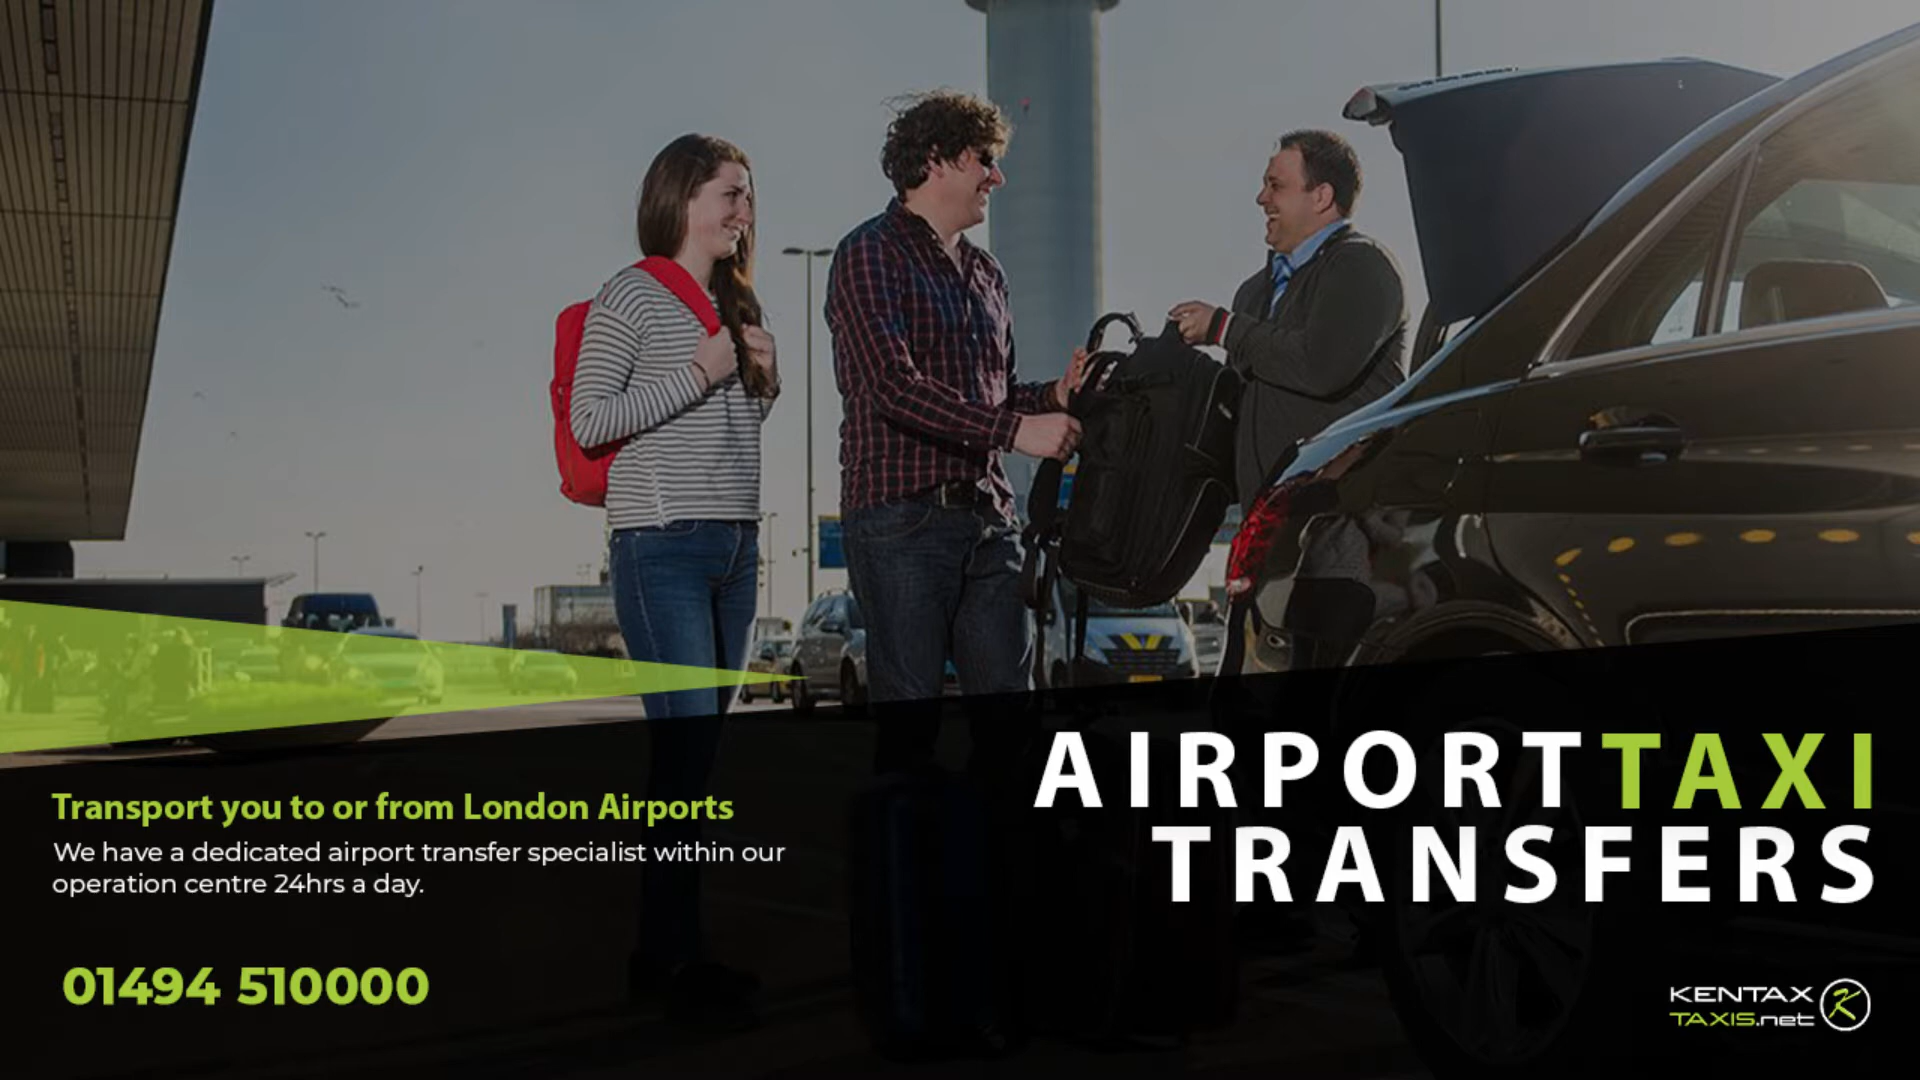 AIRPORT TAXI
TRANSFERS
Transport you to or from London Airports
We have a dedicated airport transfer specialist within our
operation centre 24hrs a day.
01494 510000
KENTAX
TAXIS.net